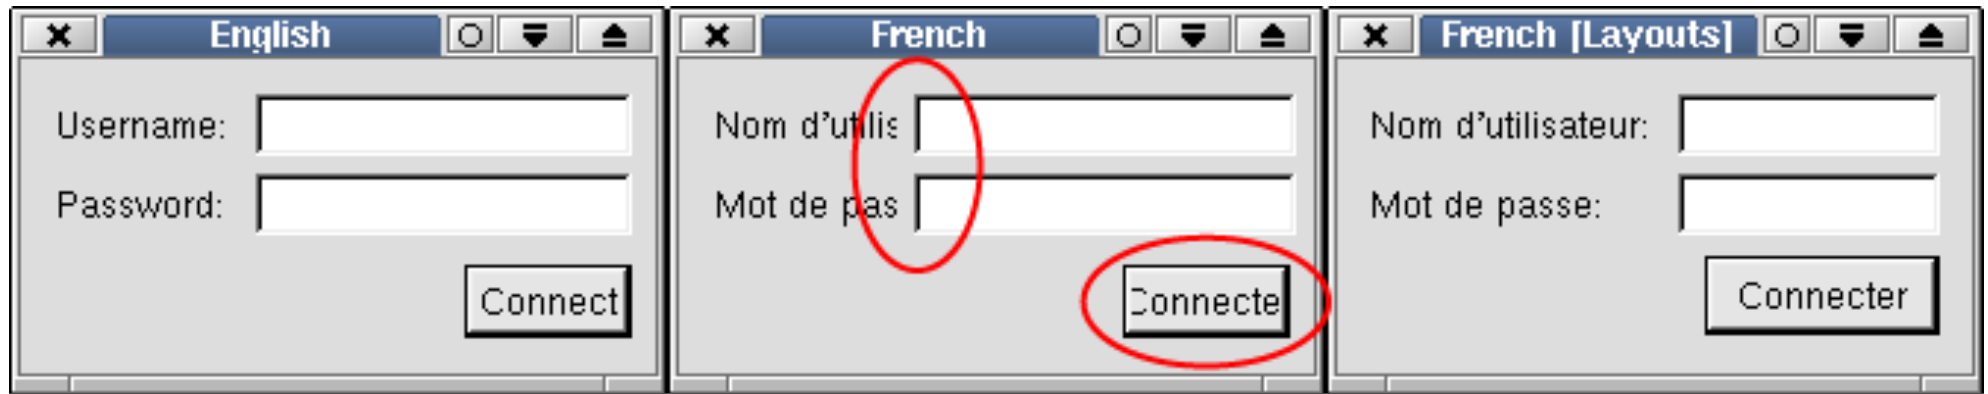 English
Username:
Password:
Connect
French
Nom d'utilis
Mot de pas
Connecte
French [Layouts]
Nom d'utilisateur:
Mot de passe:
Connecter